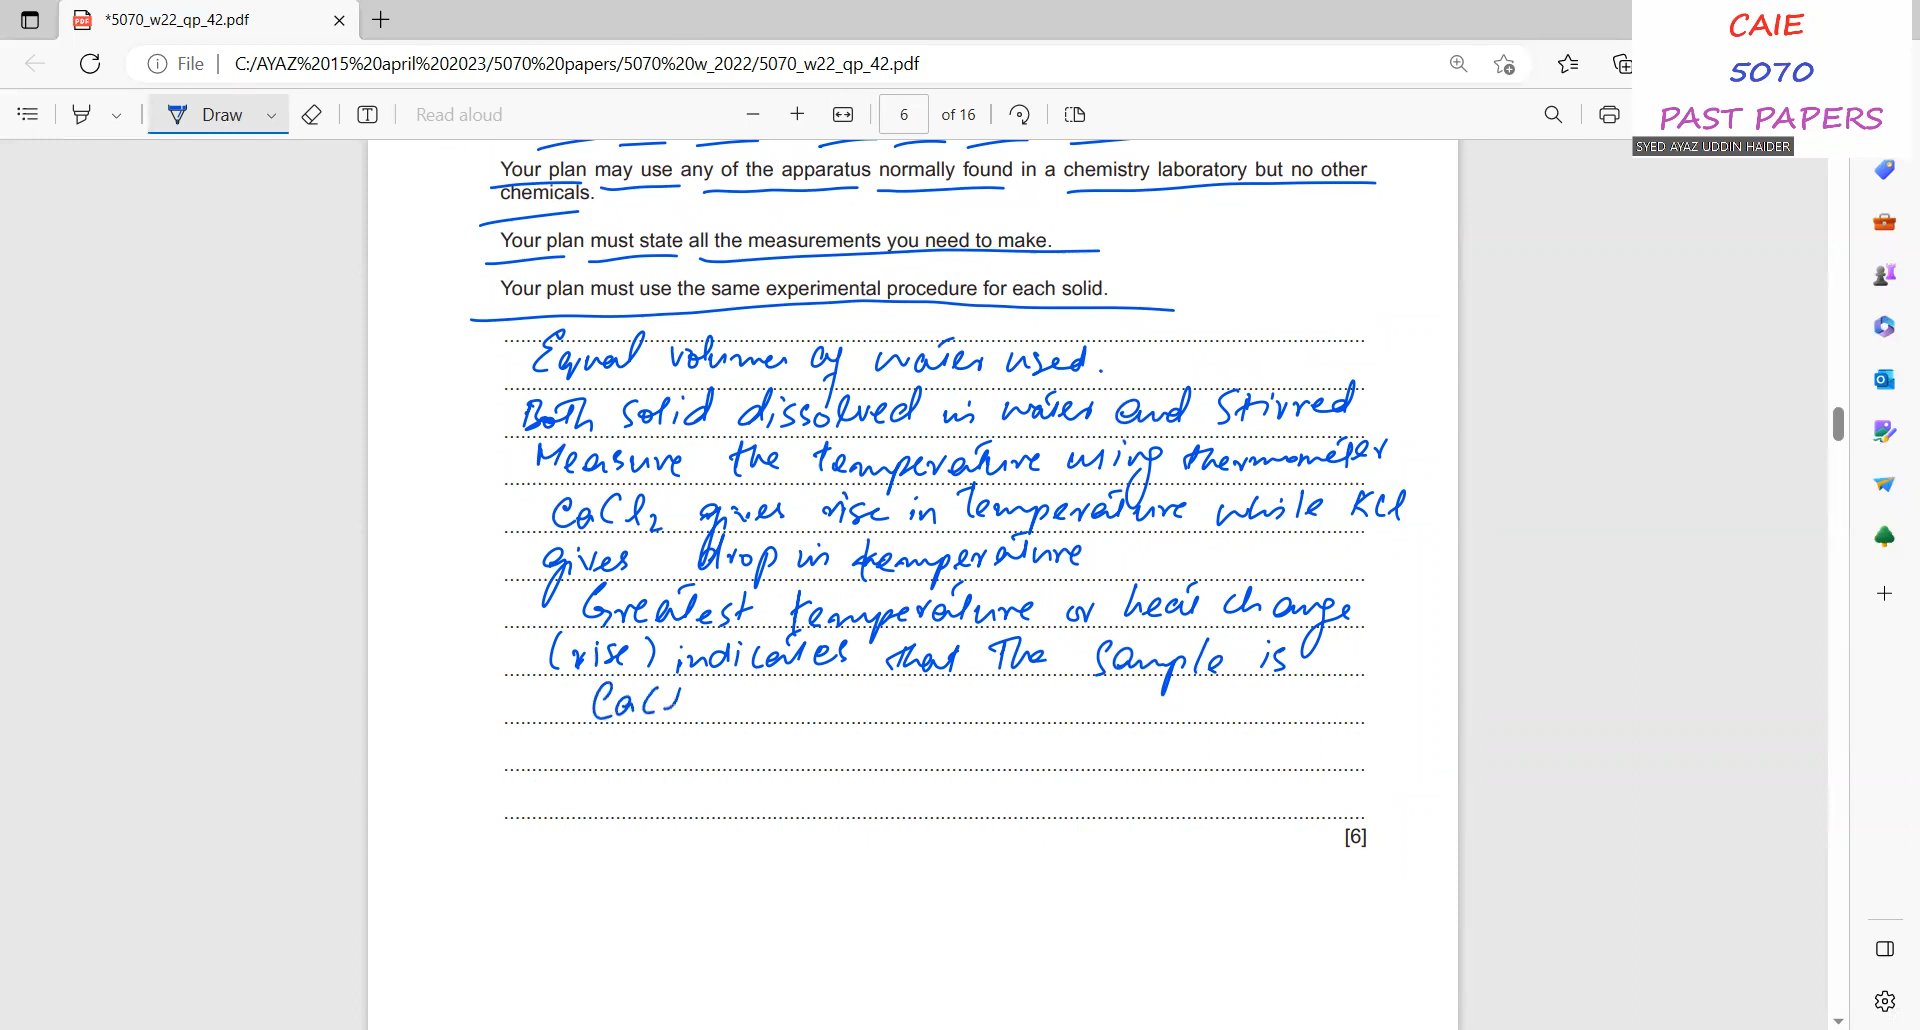 *5070_w22_qp_42.pdf
File
C:/AYAZ%2015%20april%202023/5070%20papers/5070%20w_2022/5070_w22_qp_42.pdf
CAIE
5070
PAST PAPERS
SYED AYAZ UDDIN HAIDER
Draw
Read aloud
6 of 16
Your plan may use any of the apparatus normally found in a chemistry laboratory but no other
chemicals.
Your plan must state all the measurements you need to make.
Your plan must use the same experimental procedure for each solid.
Equal volumes of water used.
Both solid dissolved in water and stirred
Measure the temperature using thermometer
CaCl₂ gives rise in temperature while KCl
gives drop in temperature
Greatest temperature or heat change
(rise) indicates that the sample is
CaCl
[6]